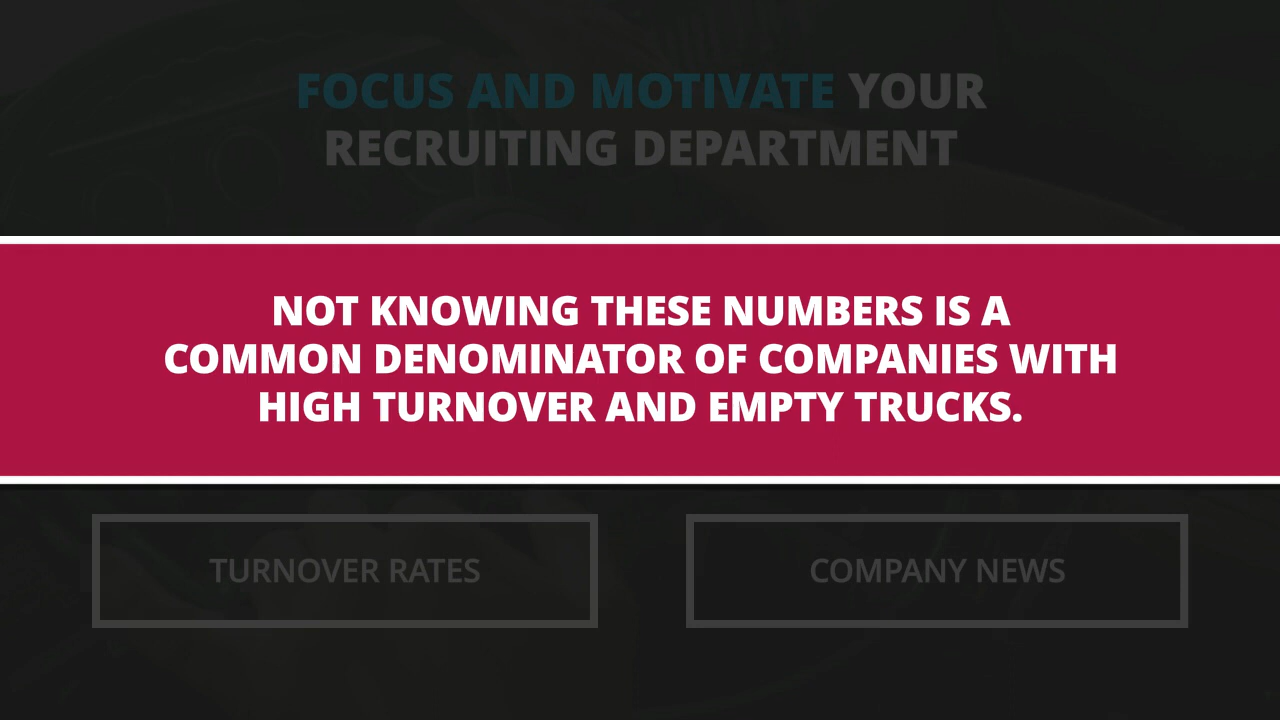 FOCUS AND MOTIVATE YOUR
RECRUITING DEPARTMENT
NOT KNOWING THESE NUMBERS IS A
COMMON DENOMINATOR OF COMPANIES WITH
HIGH TURNOVER AND EMPTY TRUCKS.
TURNOVER RATES
COMPANY NEWS